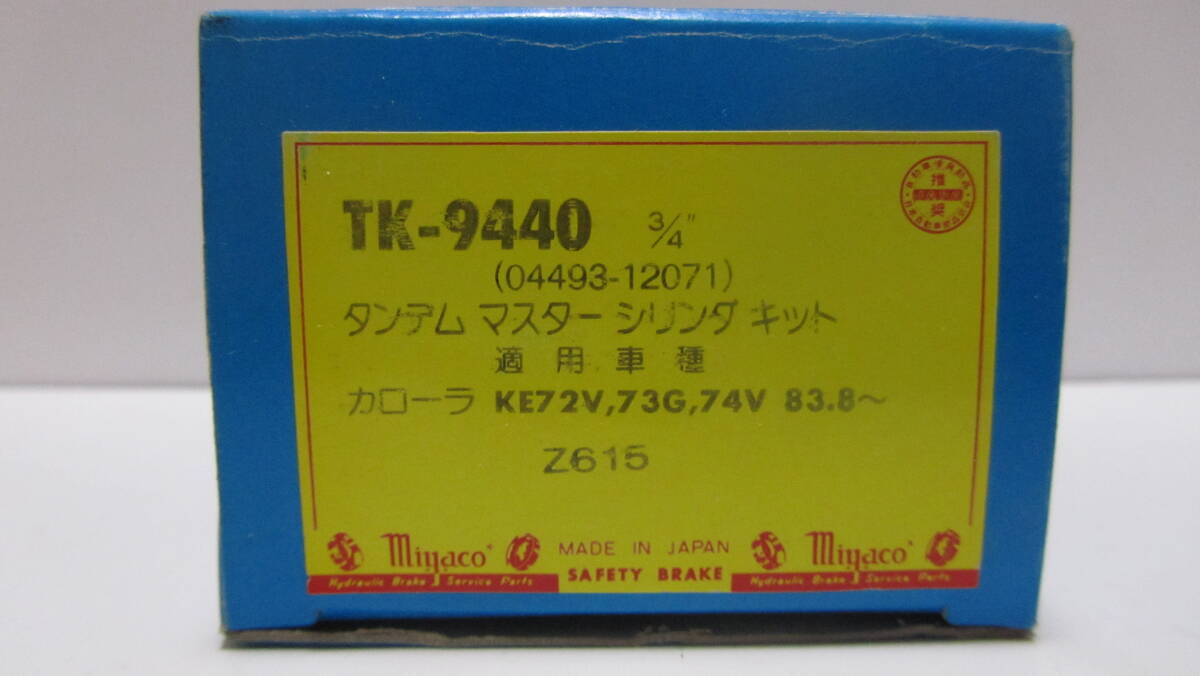 TK-9440 3/4"
(04493-12071)
タンデム マスター シリンダ キット
適用車種
カローラ KE72V,73G,74V 83.8～
Z615
Miyaco MADE IN JAPAN Miyaco
Hydraulic Brake Service Parts SAFETY BRAKE Hydraulic Brake Service Parts
推
奨